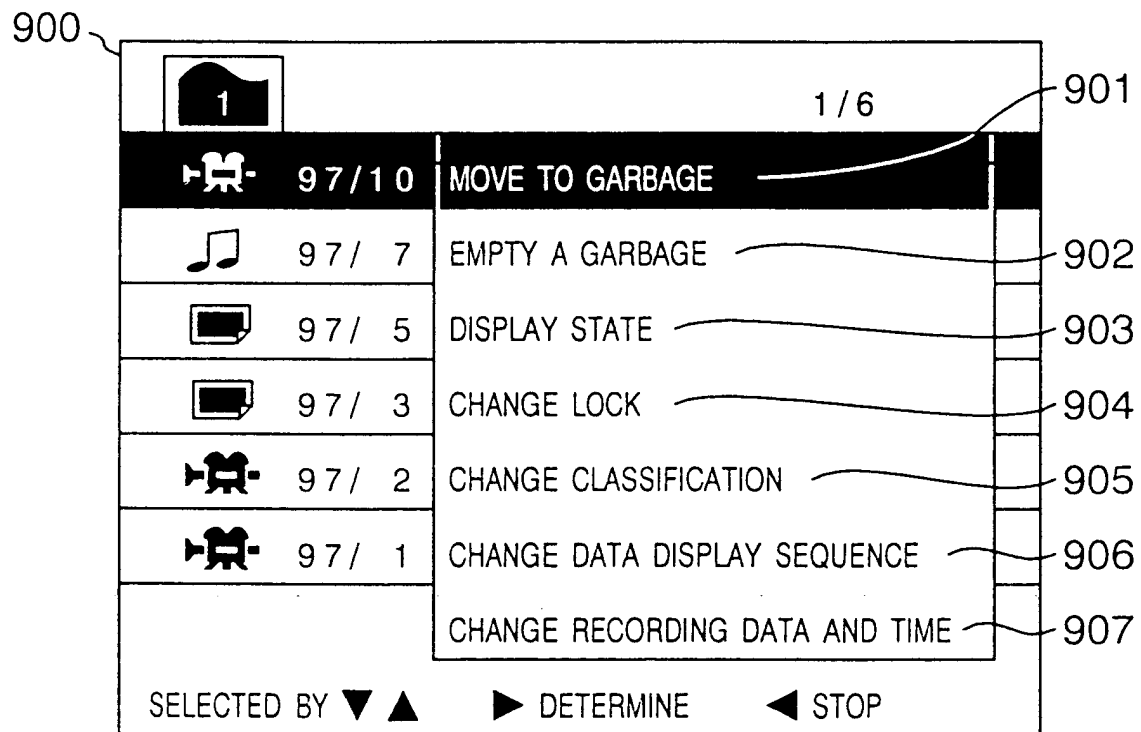 900
1 1/6 901
97/10 MOVE TO GARBAGE
97/ 7 EMPTY A GARBAGE 902
97/ 5 DISPLAY STATE 903
97/ 3 CHANGE LOCK 904
97/ 2 CHANGE CLASSIFICATION 905
97/ 1 CHANGE DATA DISPLAY SEQUENCE 906
CHANGE RECORDING DATA AND TIME 907
SELECTED BY ▼ ▲ ► DETERMINE ◄ STOP